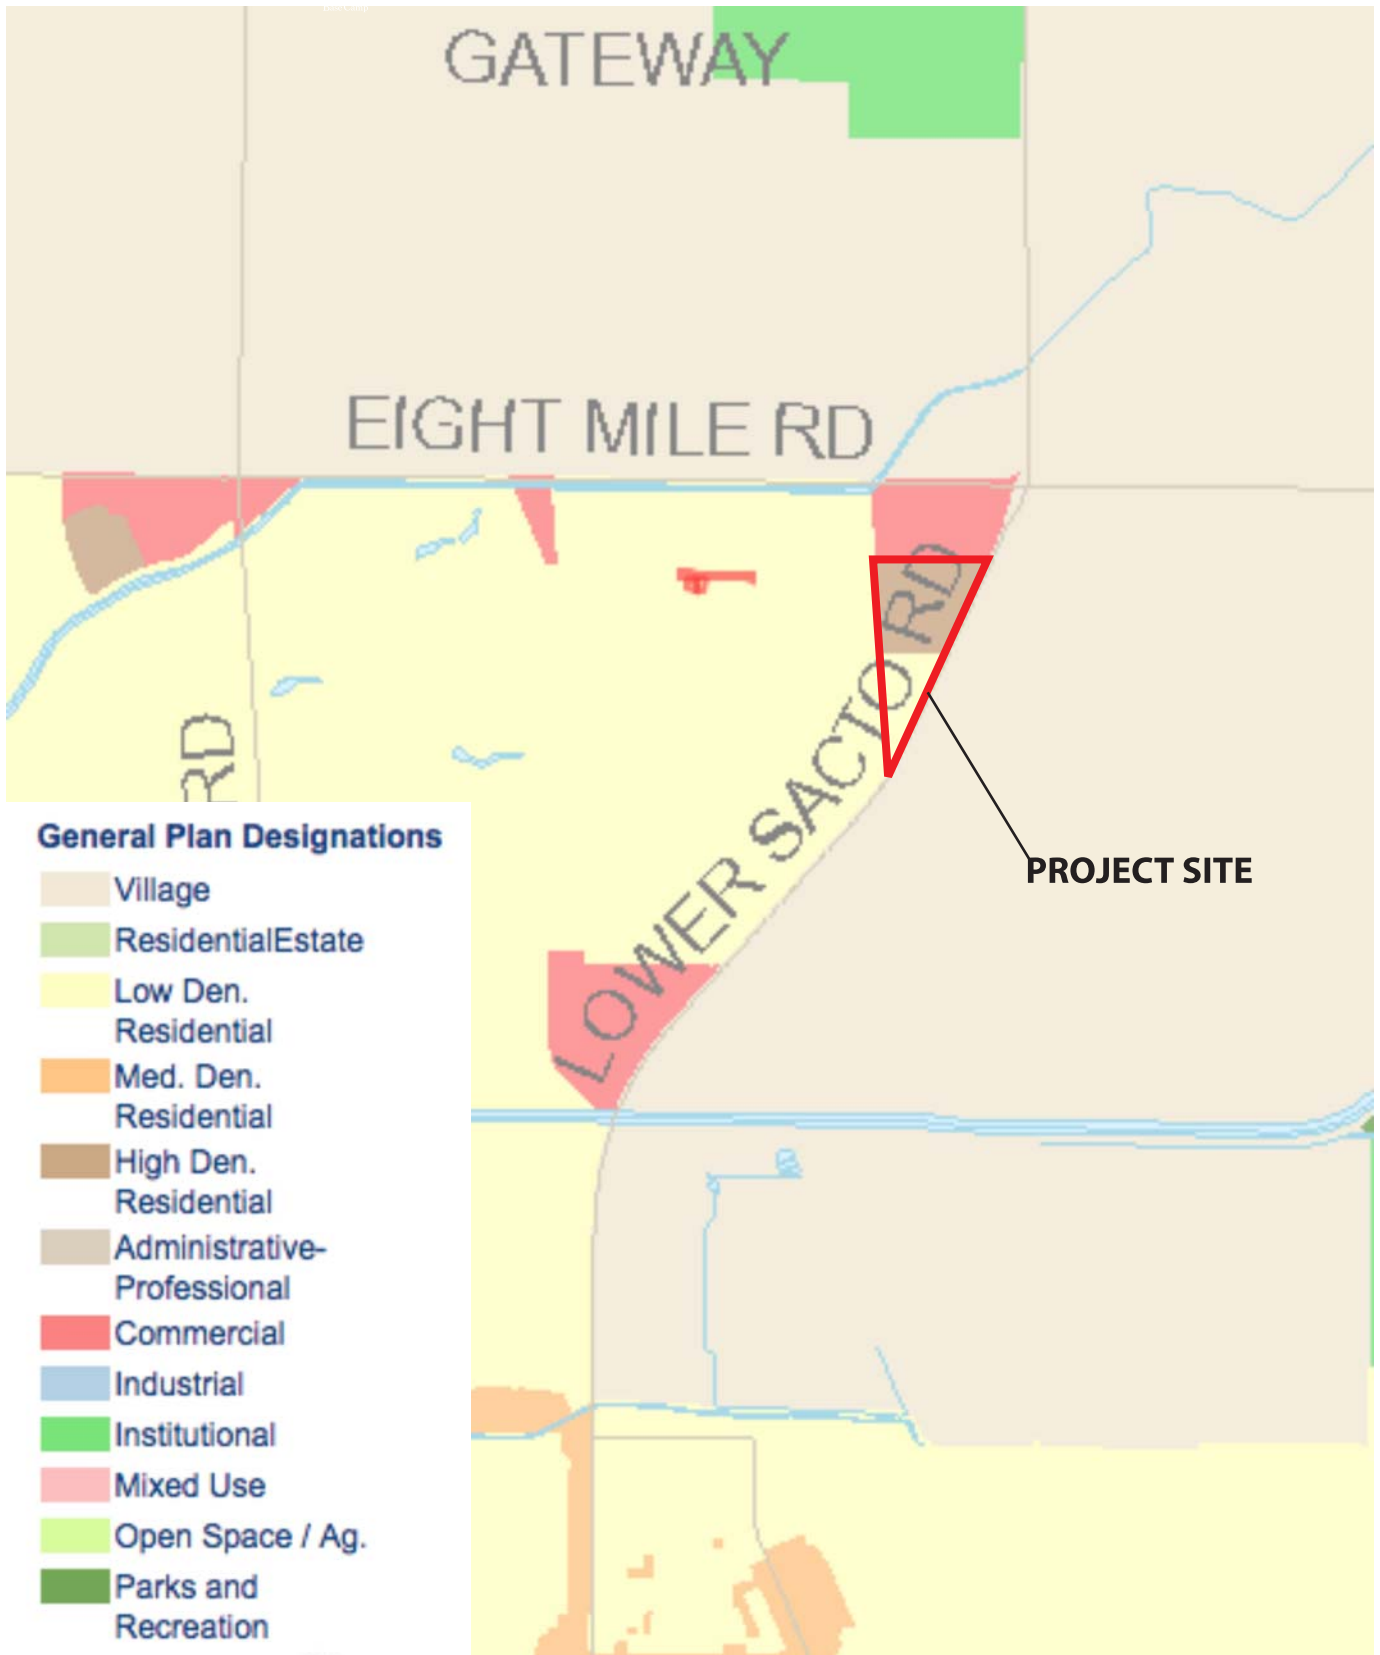 GATEWAY
EIGHT MILE RD
LOWER SACTO RD
RD
PROJECT SITE
General Plan Designations
Village
ResidentialEstate
Low Den.
Residential
Med. Den.
Residential
High Den.
Residential
Administrative-
Professional
Commercial
Industrial
Institutional
Mixed Use
Open Space / Ag.
Parks and
Recreation